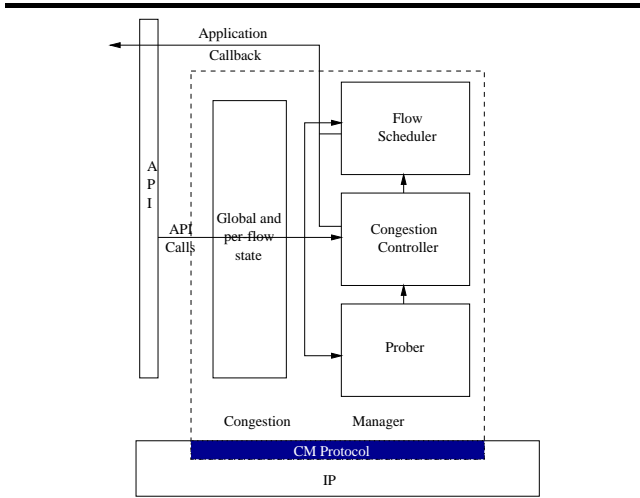 Application
Callback
Flow
Scheduler
A
P
I
Global and
per-flow
state
API
Calls
Congestion
Controller
Prober
Congestion Manager
CM Protocol
IP